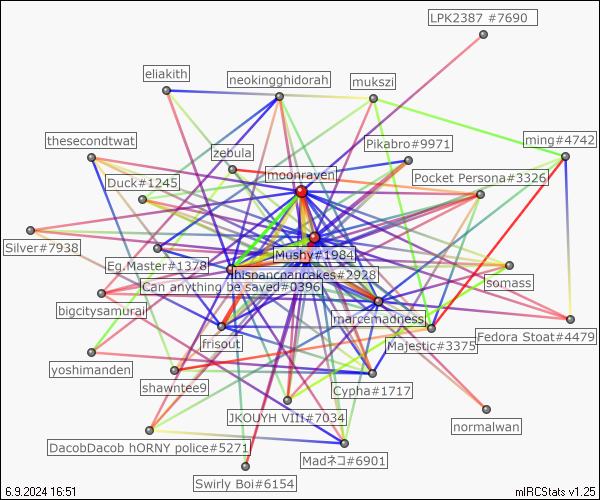 LPK2387 #7690
eliakith
neokingghidorah
mukszi
thesecondtwat
zebula
Pikabro#9971
ming#4742
Duck#1245
moonraven
Pocket Persona#3326
Silver#7938
Mushy#1984
Eg.Master#1378
hispancnancakes#2928
somass
Can anything be saved#0396
bigcitysamurai
marcemadness
frisout
Majestic#3375
Fedora Stoat#4479
yoshimanden
shawntee9
Cypha#1717
JKOUYH VIII#7034
normalwan
DacobDacob hORNY police#5271
Madネコ#6901
Swirly Boi#6154
6.9.2024 16:51
mIRCStats v1.25